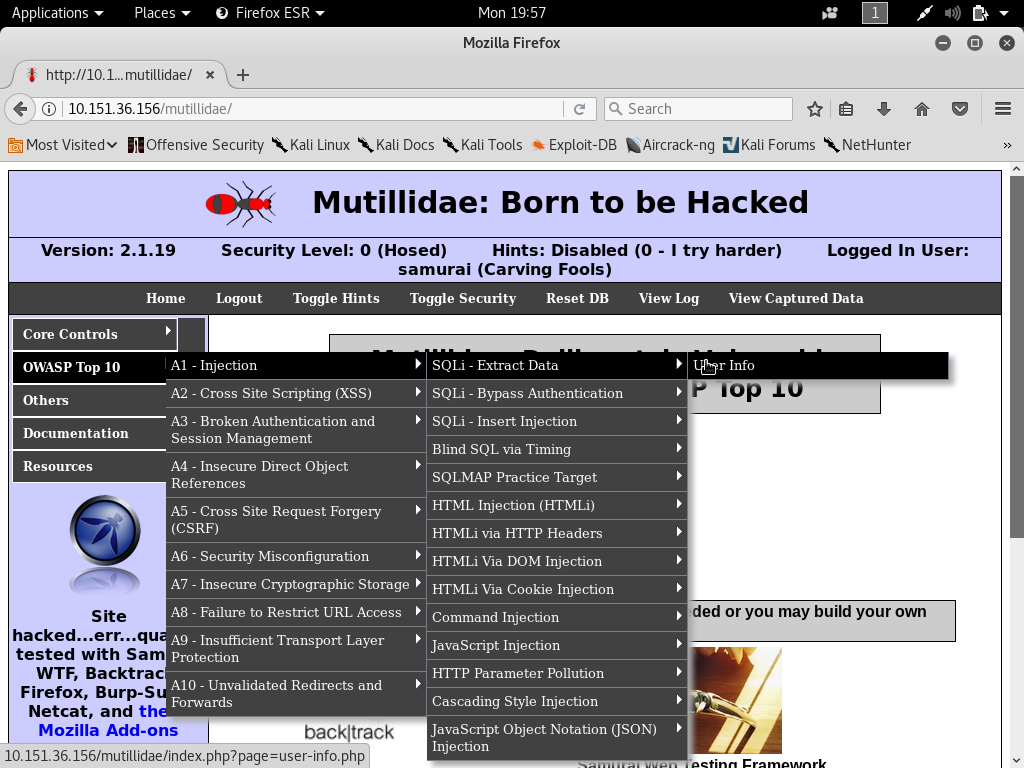 Applications Places Firefox ESR Mon 19:57 1
Mozilla Firefox
http://10.1...mutillidae/
10.151.36.156/mutillidae/ Search
Most Visited Offensive Security Kali Linux Kali Docs Kali Tools Exploit-DB Aircrack-ng Kali Forums NetHunter »
Mutillidae: Born to be Hacked
Version: 2.1.19 Security Level: 0 (Hosed) Hints: Disabled (0 - I try harder) Logged In User:
samurai (Carving Fools)
Home Logout Toggle Hints Toggle Security Reset DB View Log View Captured Data
Core Controls
OWASP Top 10
Others
Documentation
Resources
A1 - Injection
A2 - Cross Site Scripting (XSS)
A3 - Broken Authentication and
Session Management
A4 - Insecure Direct Object
References
A5 - Cross Site Request Forgery
(CSRF)
A6 - Security Misconfiguration
A7 - Insecure Cryptographic Storage
A8 - Failure to Restrict URL Access
A9 - Insufficient Transport Layer
Protection
A10 - Unvalidated Redirects and
Forwards
SQLi - Extract Data
SQLi - Bypass Authentication
SQLi - Insert Injection
Blind SQL via Timing
SQLMAP Practice Target
HTML Injection (HTMLi)
HTMLi via HTTP Headers
HTMLi Via DOM Injection
HTMLi Via Cookie Injection
Command Injection
JavaScript Injection
HTTP Parameter Pollution
Cascading Style Injection
JavaScript Object Notation (JSON)
Injection
User Info
P Top 10
ded or you may build your own
Site
hacked...err...qua
tested with Sam
WTF, Backtrac
Firefox, Burp-Su
Netcat, and the
Mozilla Add-ons
back|track
Samurai Web Testing Framework
10.151.36.156/mutillidae/index.php?page=user-info.php